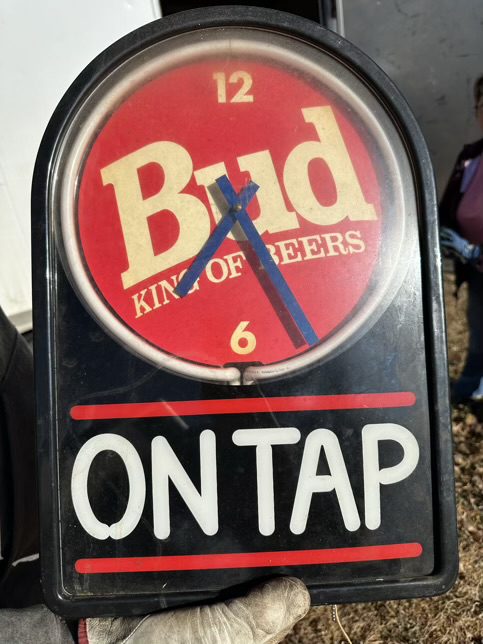 12
Bud
KING OF BEERS
6
ON TAP